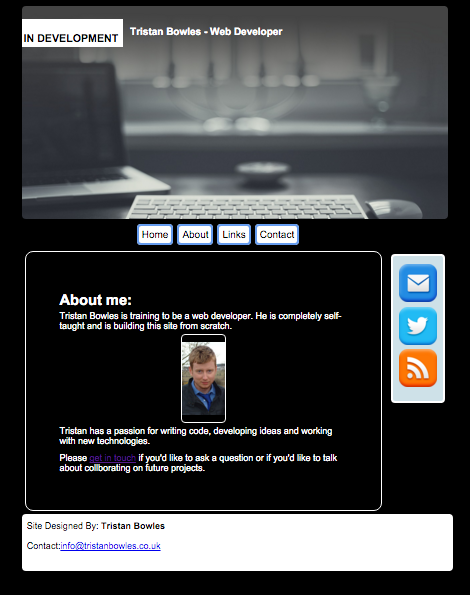 IN DEVELOPMENT
Tristan Bowles - Web Developer
Home About Links Contact
About me:
Tristan Bowles is training to be a web developer. He is completely self-
taught and is building this site from scratch.
Tristan has a passion for writing code, developing ideas and working
with new technologies.
Please get in touch if you'd like to ask a question or if you'd like to talk
about collborating on future projects.
Site Designed By: Tristan Bowles
Contact:info@tristanbowles.co.uk